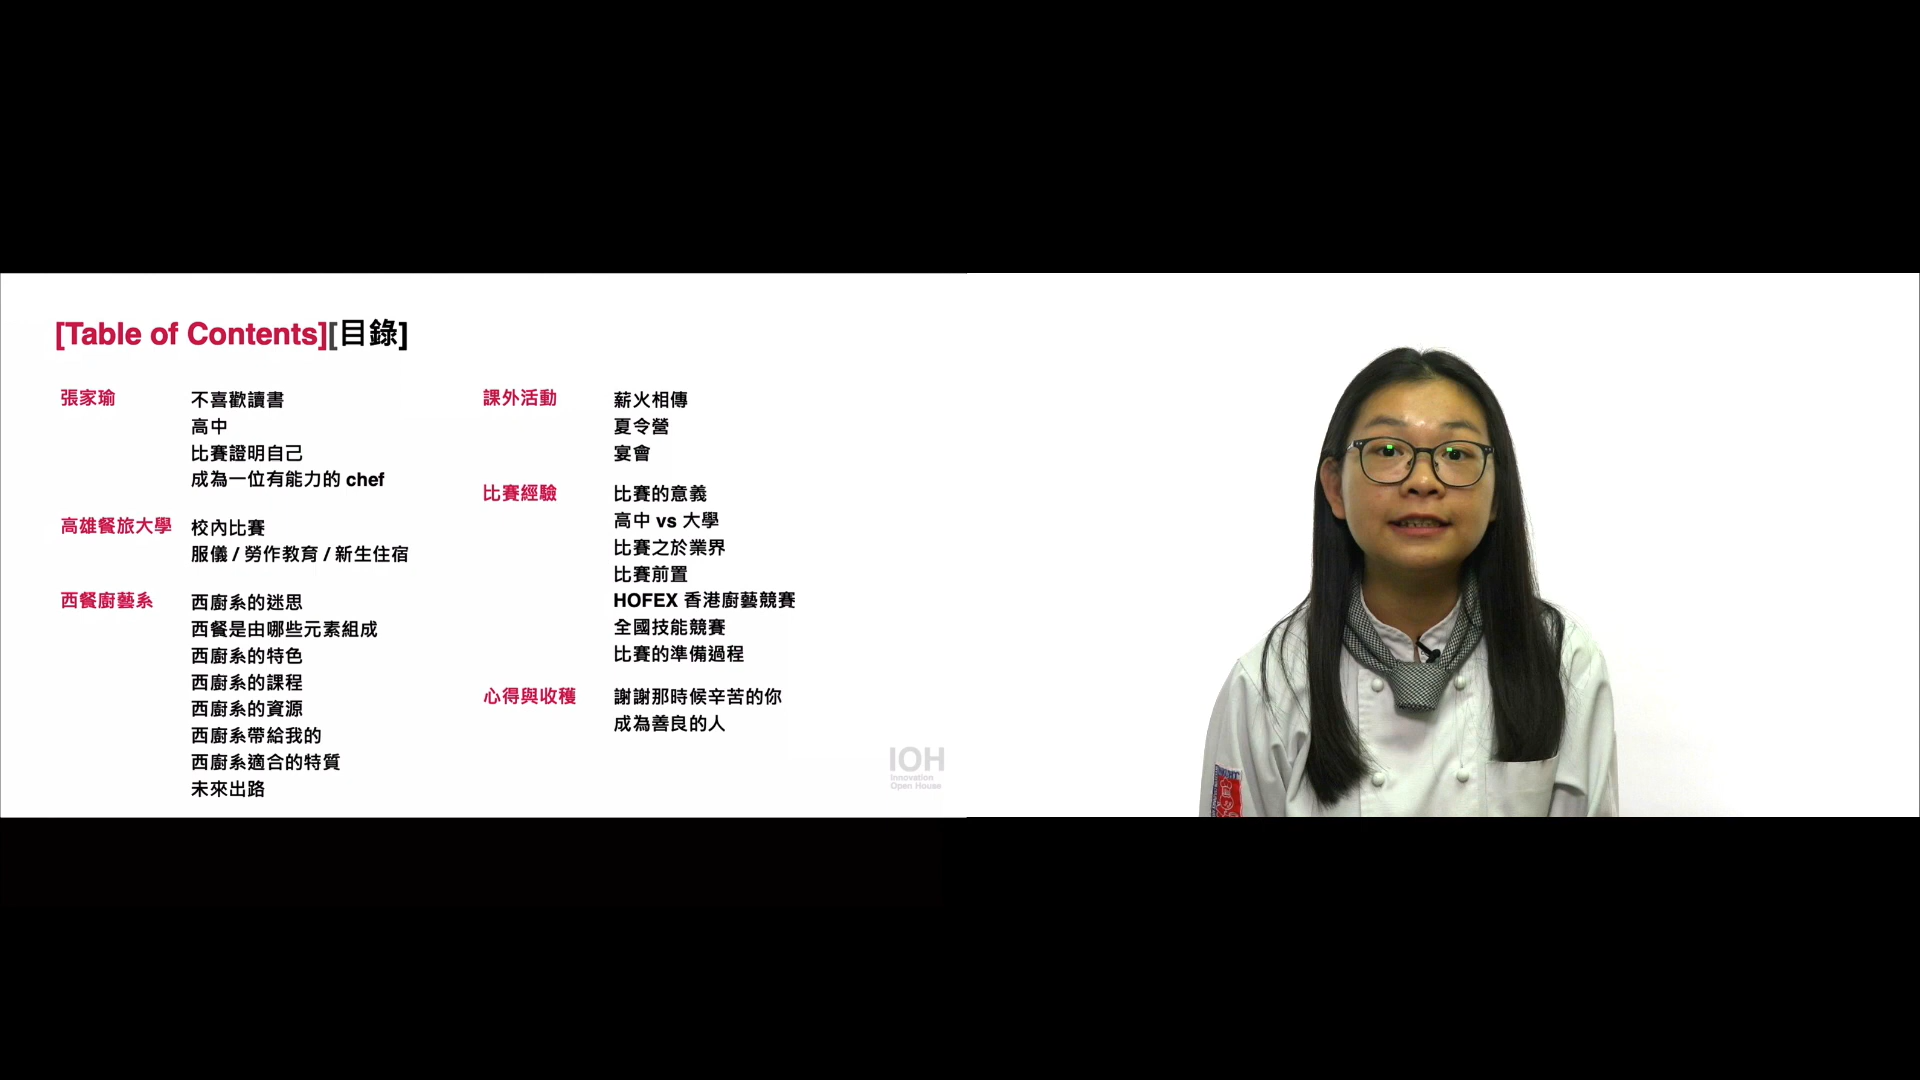 [Table of Contents][目錄]
張家瑜
不喜歡讀書
高中
比賽證明自己
成為一位有能力的 chef
高雄餐旅大學
校內比賽
服儀 / 勞作教育 / 新生住宿
西餐廚藝系
西廚系的迷思
西餐是由哪些元素組成
西廚系的特色
西廚系的課程
西廚系的資源
西廚系帶給我的
西廚系適合的特質
未來出路
課外活動
薪火相傳
夏令營
宴會
比賽經驗
比賽的意義
高中 vs 大學
比賽之於業界
比賽前置
HOFEX 香港廚藝競賽
全國技能競賽
比賽的準備過程
心得與收穫
謝謝那時候辛苦的你
成為善良的人
IOH
Innovation
Open House